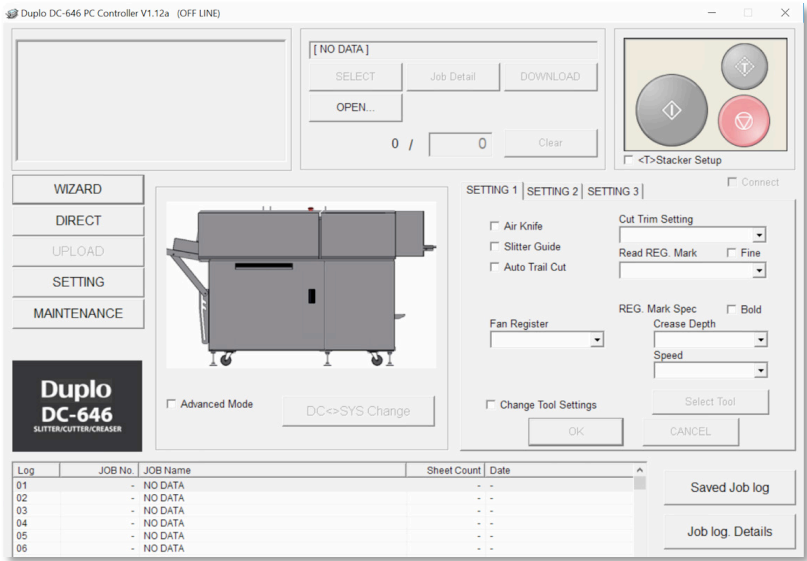 Duplo DC-646 PC Controller V1.12a (OFF LINE)
[ NO DATA ]
SELECT Job Detail DOWNLOAD
OPEN...
0 / 0 Clear
T
<T>Stacker Setup
Connect
WIZARD
DIRECT
UPLOAD
SETTING
MAINTENANCE
Duplo
DC-646
SLITTER/CUTTER/CREASER
Advanced Mode
DC<>SYS Change
SETTING 1 SETTING 2 SETTING 3
Air Knife
Slitter Guide
Auto Trail Cut
Cut Trim Setting
Read REG. Mark Fine
REG. Mark Spec Bold
Fan Register
Crease Depth
Speed
Change Tool Settings
Select Tool
OK CANCEL
Log JOB No. JOB Name Sheet Count Date
01 - NO DATA - -
02 - NO DATA - -
03 - NO DATA - -
04 - NO DATA - -
05 - NO DATA - -
06 - NO DATA - -
Saved Job log
Job log. Details